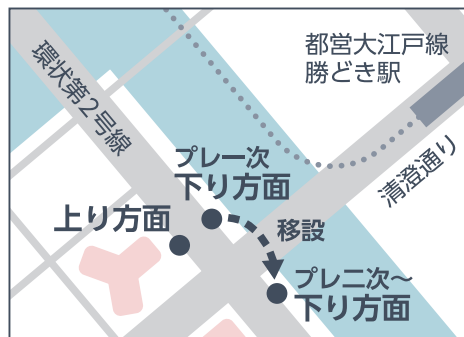 都営大江戸線
勝どき駅
環状第2号線
清澄通り
プレ一次
下り方面
上り方面
移設
プレ二次～
下り方面